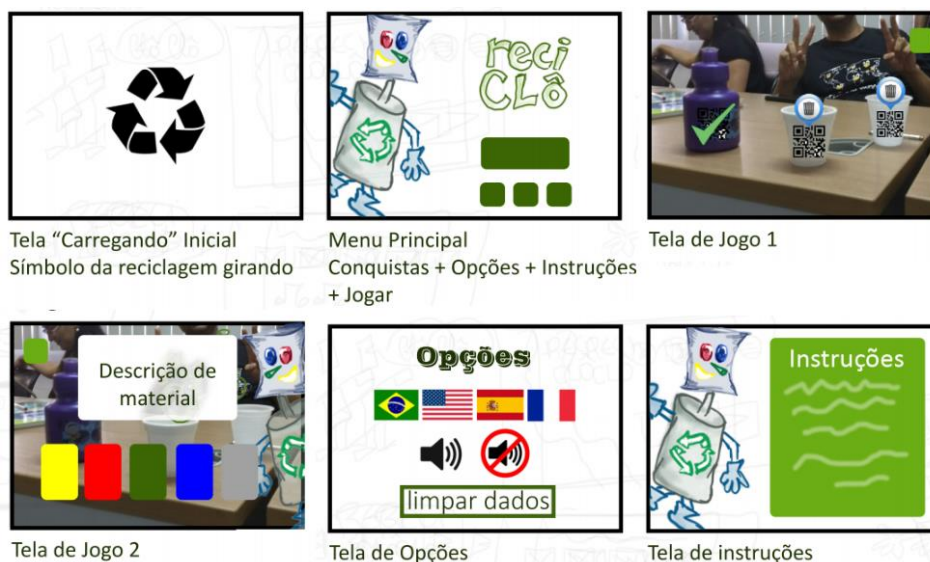 reci
CLÔ
Tela “Carregando” Inicial
Símbolo da reciclagem girando
Menu Principal
Conquistas + Opções + Instruções
+ Jogar
Tela de Jogo 1
Descrição de
material
Opções
limpar dados
Instruções
Tela de Jogo 2
Tela de Opções
Tela de instruções